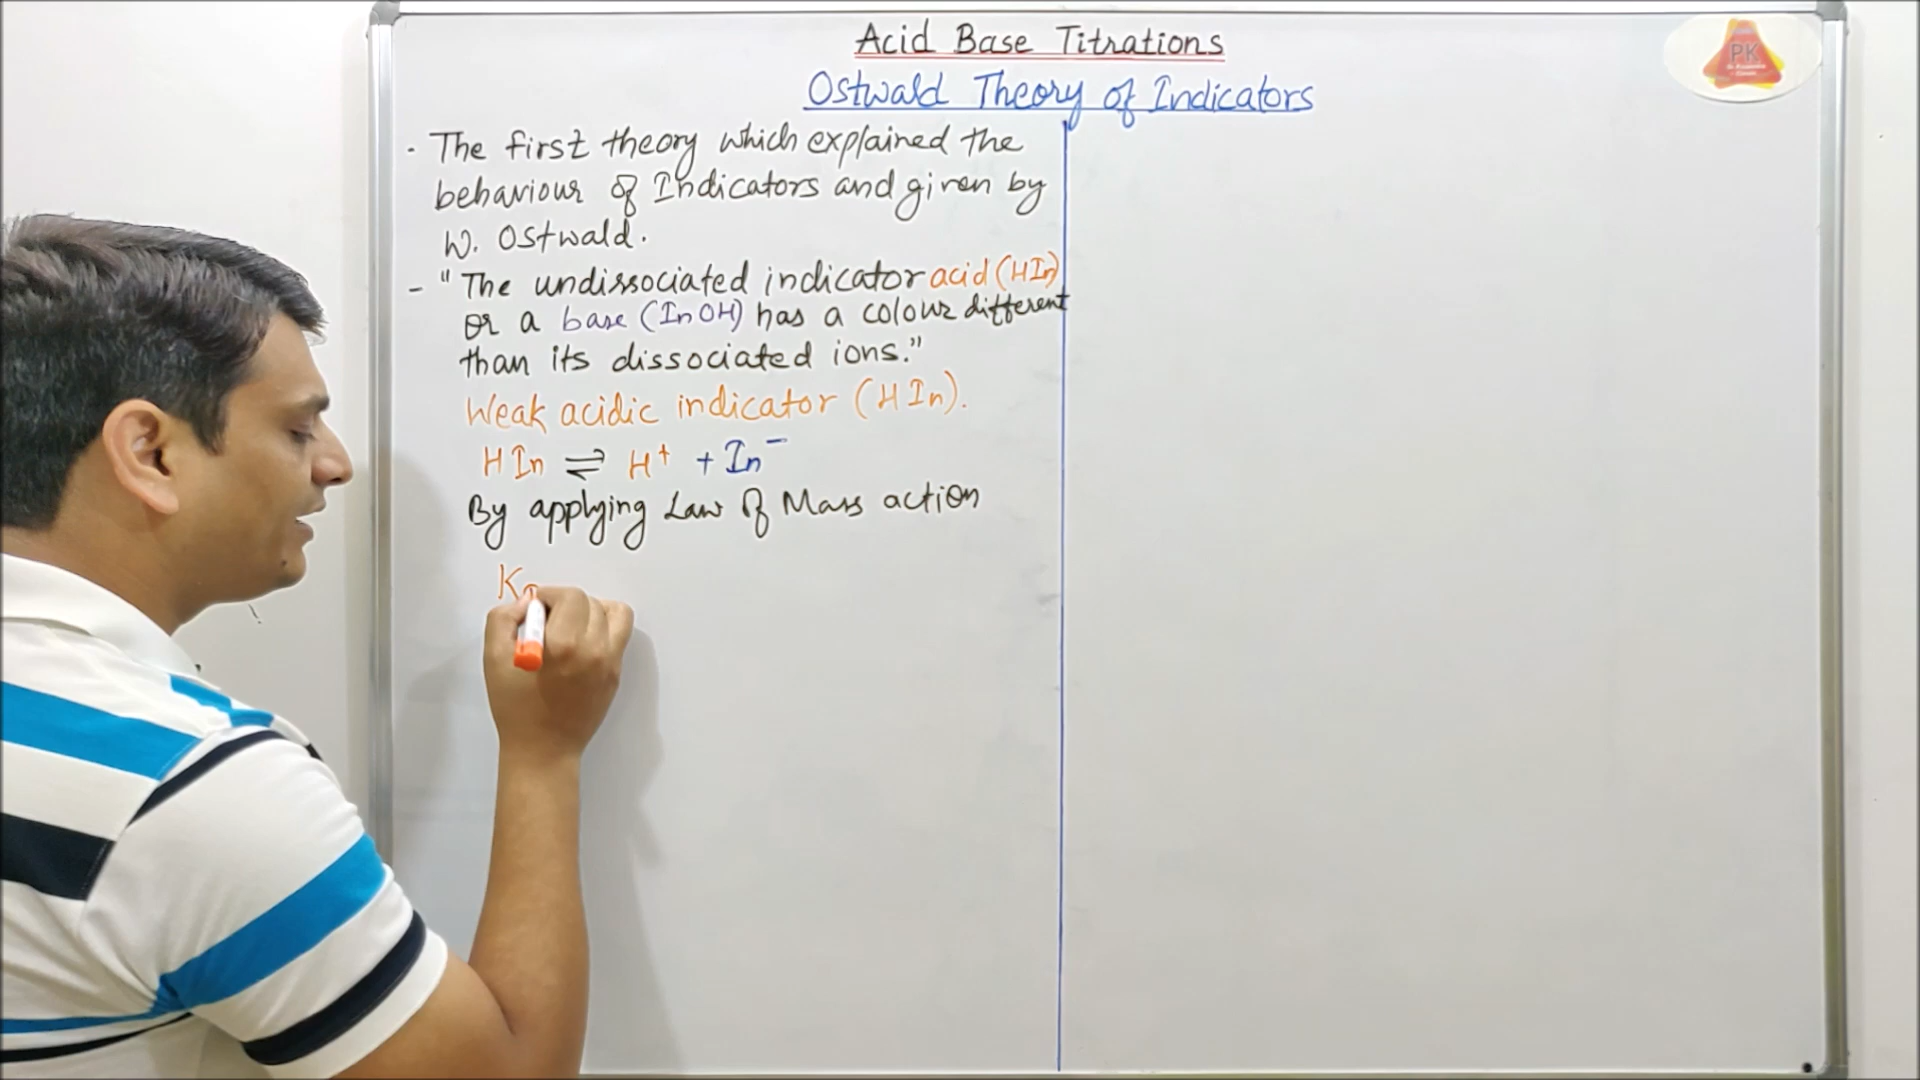 Acid Base Titrations
Ostwald Theory of Indicators
- The first theory which explained the
behaviour of Indicators and given by
W. Ostwald.
- "The undissociated indicator acid (HIn)
or a base (InOH) has a colour different
than its dissociated ions."
Weak acidic indicator (HIn).
HIn ⇌ H⁺ + In⁻
By applying Law of Mass action
K
PK